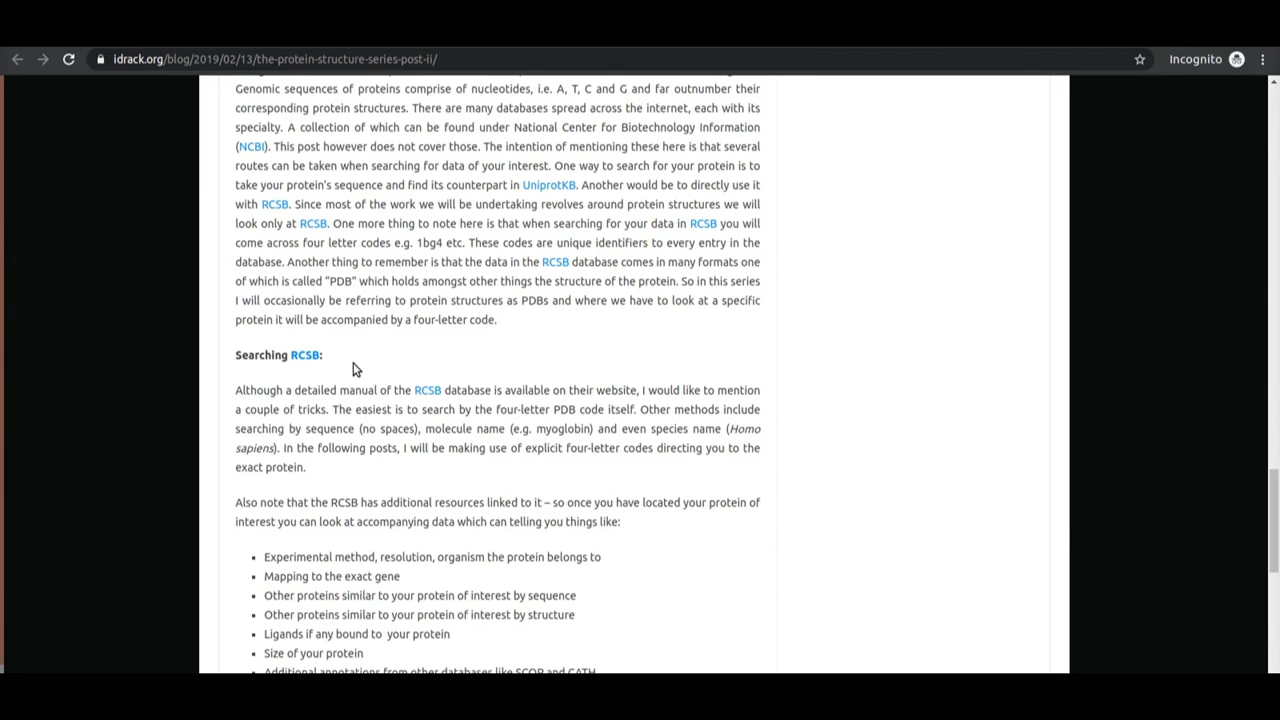 idrack.org/blog/2019/02/13/the-protein-structure-series-post-ii/
Incognito
Genomic sequences of proteins comprise of nucleotides, i.e. A, T, C and G and far outnumber their
corresponding protein structures. There are many databases spread across the internet, each with its
specialty. A collection of which can be found under National Center for Biotechnology Information
(NCBI). This post however does not cover those. The intention of mentioning these here is that several
routes can be taken when searching for data of your interest. One way to search for your protein is to
take your protein's sequence and find its counterpart in UniprotKB. Another would be to directly use it
with RCSB. Since most of the work we will be undertaking revolves around protein structures we will
look only at RCSB. One more thing to note here is that when searching for your data in RCSB you will
come across four letter codes e.g. 1bg4 etc. These codes are unique identifiers to every entry in the
database. Another thing to remember is that the data in the RCSB database comes in many formats one
of which is called "PDB" which holds amongst other things the structure of the protein. So in this series
I will occasionally be referring to protein structures as PDBs and where we have to look at a specific
protein it will be accompanied by a four-letter code.
Searching RCSB:
Although a detailed manual of the RCSB database is available on their website, I would like to mention
a couple of tricks. The easiest is to search by the four-letter PDB code itself. Other methods include
searching by sequence (no spaces), molecule name (e.g. myoglobin) and even species name (Homo
sapiens). In the following posts, I will be making use of explicit four-letter codes directing you to the
exact protein.
Also note that the RCSB has additional resources linked to it – so once you have located your protein of
interest you can look at accompanying data which can telling you things like:
▪ Experimental method, resolution, organism the protein belongs to
▪ Mapping to the exact gene
▪ Other proteins similar to your protein of interest by sequence
▪ Other proteins similar to your protein of interest by structure
▪ Ligands if any bound to your protein
▪ Size of your protein
▪ Additional annotations from other databases like SCOP and CATH